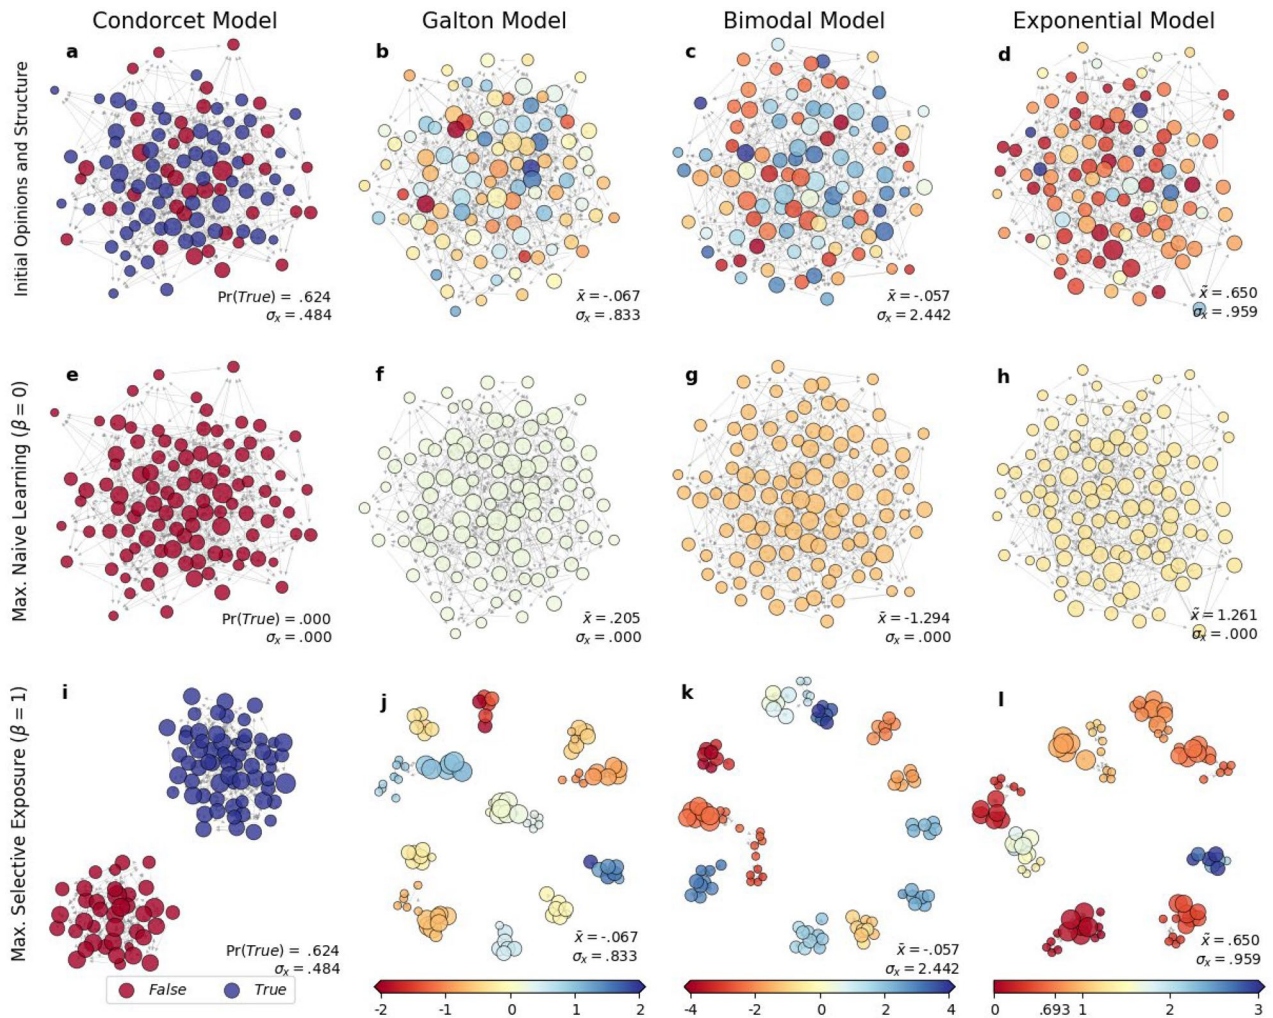 Condorcet Model Galton Model Bimodal Model Exponential Model
Initial Opinions and Structure
a b c d
Pr(True) = .624 x̄ =-.067 x̄ =-.057 x̃ =.650
σₓ = .484 σₓ = .833 σₓ = 2.442 σₓ = .959
Max. Naive Learning (β = 0)
e f g h
Pr(True) = .000 x̄ = .205 x̄ = -1.294 x̃ = 1.261
σₓ = .000 σₓ = .000 σₓ = .000 σₓ = .000
Max. Selective Exposure (β = 1)
i j k l
Pr(True) = .624 x̄ =-.067 x̄ =-.057 x̃ = .650
σₓ = .484 σₓ = .833 σₓ = 2.442 σₓ = .959
False True
-2 -1 0 1 2 -4 -2 0 2 4 0 .693 1 2 3